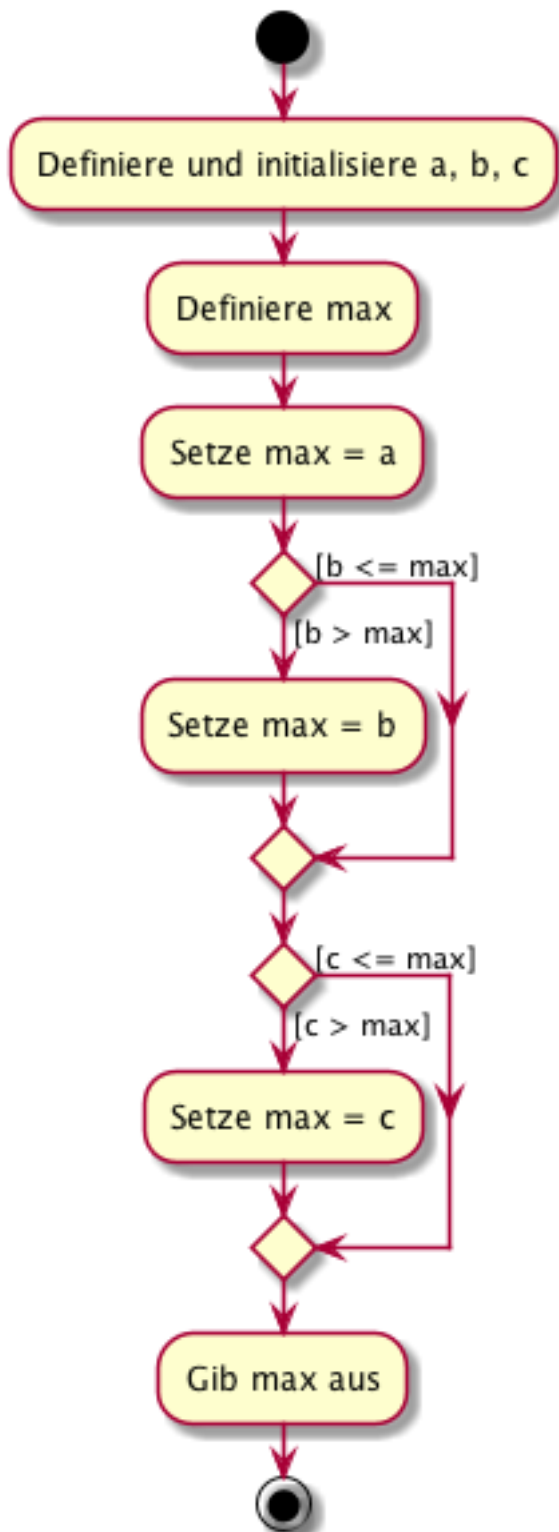 Definiere und initialisiere a, b, c
Definiere max
Setze max = a
[b <= max]
[b > max]
Setze max = b
[c <= max]
[c > max]
Setze max = c
Gib max aus